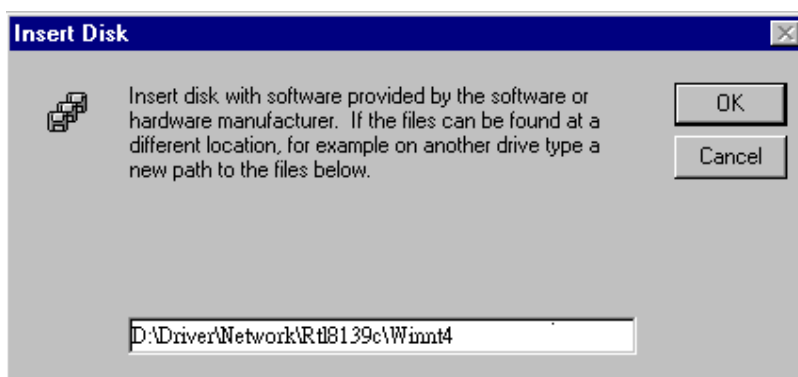 Insert Disk
Insert disk with software provided by the software or
hardware manufacturer.  If the files can be found at a
different location, for example on another drive type a
new path to the files below.
OK
Cancel
D:\Driver\Network\Rtl8139c\Winnt4